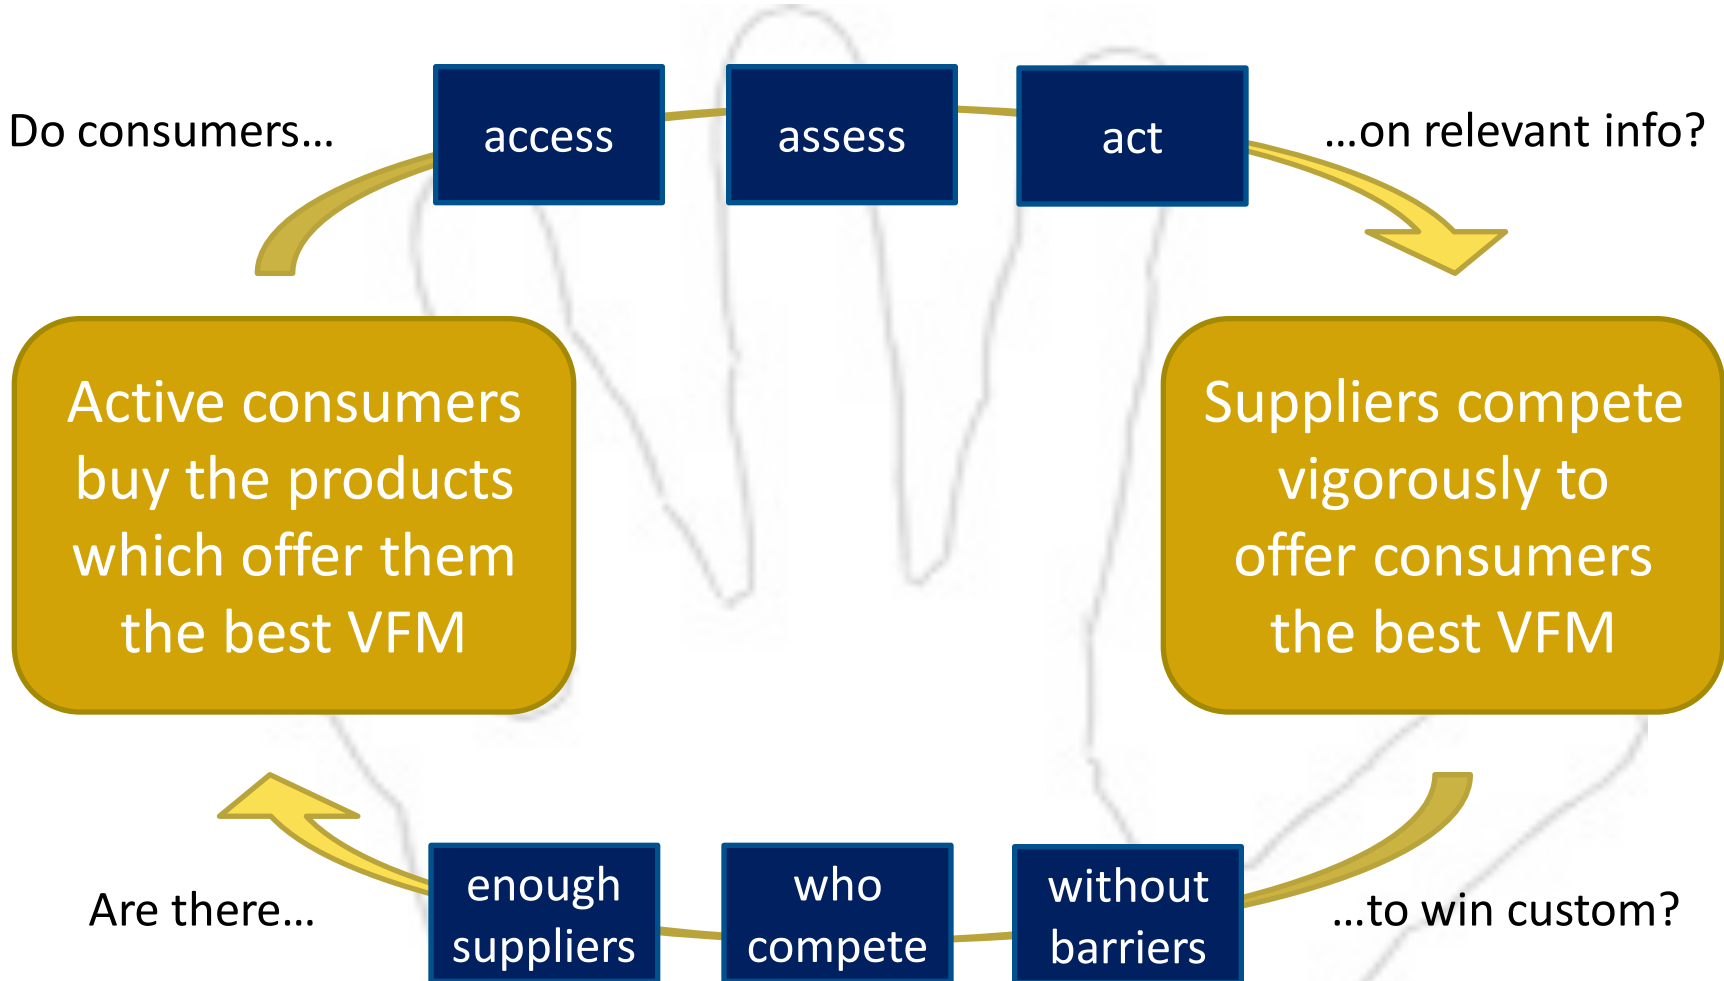 Do consumers…
access
assess
act
…on relevant info?
Active consumers
buy the products
which offer them
the best VFM
Suppliers compete
vigorously to
offer consumers
the best VFM
Are there…
enough
suppliers
who
compete
without
barriers
…to win custom?